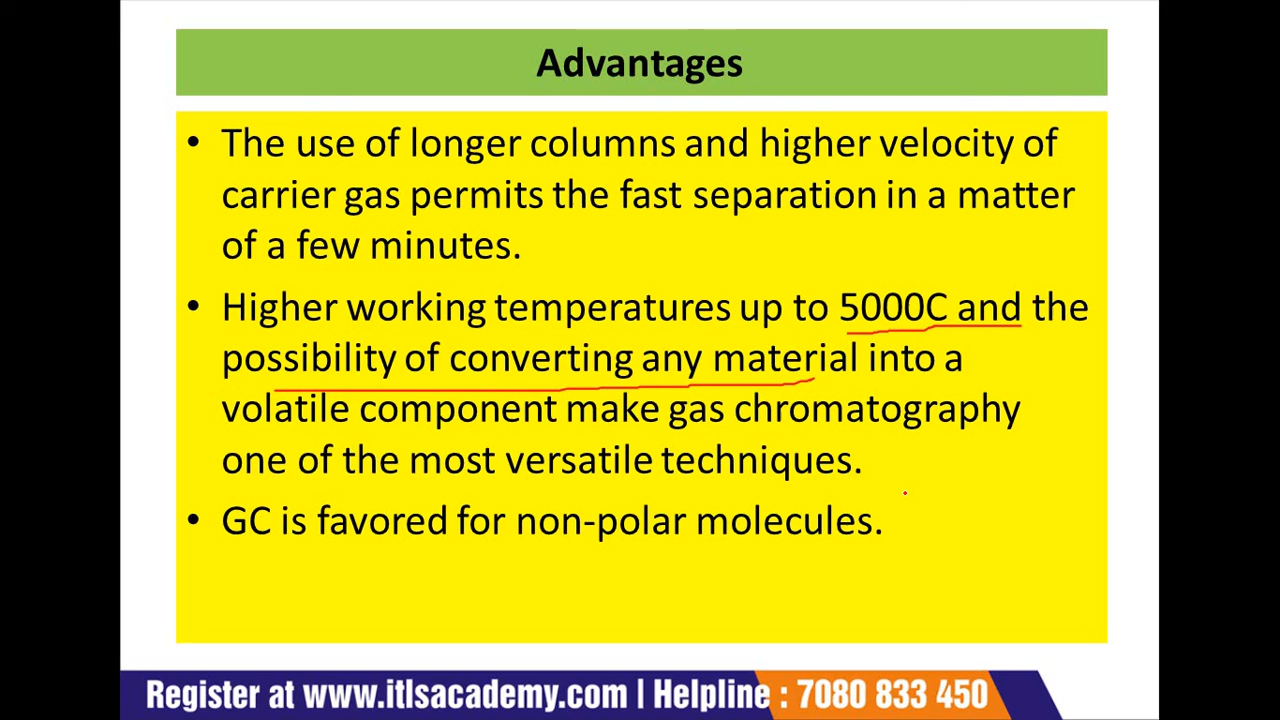 Advantages
• The use of longer columns and higher velocity of
carrier gas permits the fast separation in a matter
of a few minutes.
• Higher working temperatures up to 5000C and the
possibility of converting any material into a
volatile component make gas chromatography
one of the most versatile techniques.
• GC is favored for non-polar molecules.
Register at www.itlsacademy.com | Helpline : 7080 833 450